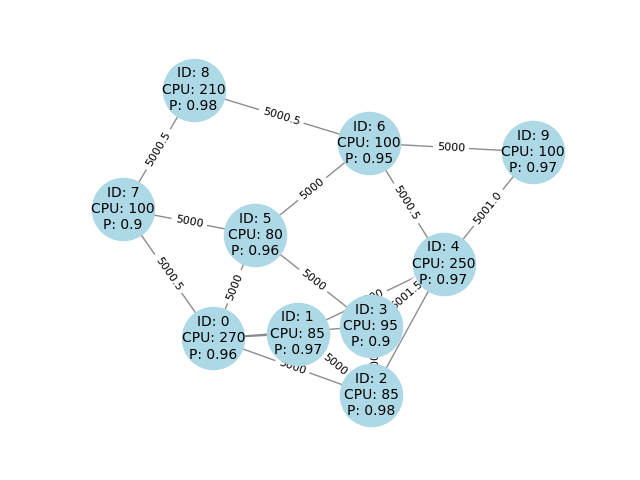 ID: 8
CPU: 210
P: 0.98
5000.5
ID: 6
CPU: 100
P: 0.95
5000
ID: 9
CPU: 100
P: 0.97
5000.5
5000
5000.5
5001.0
ID: 7
CPU: 100
P: 0.9
5000
ID: 5
CPU: 80
P: 0.96
ID: 4
CPU: 250
P: 0.97
5000.5
5000
5000
5001.5
ID: 0
CPU: 270
P: 0.96
ID: 1
CPU: 85
P: 0.97
ID: 3
CPU: 95
P: 0.9
5000
5000
ID: 2
CPU: 85
P: 0.98